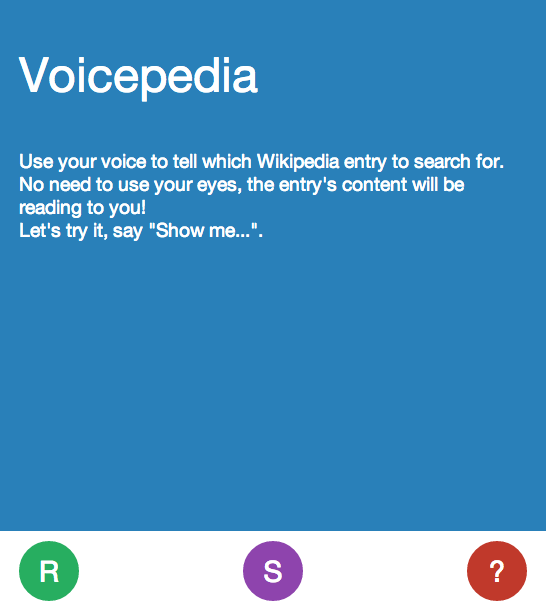 Voicepedia
Use your voice to tell which Wikipedia entry to search for.
No need to use your eyes, the entry's content will be
reading to you!
Let's try it, say "Show me...".
R S ?